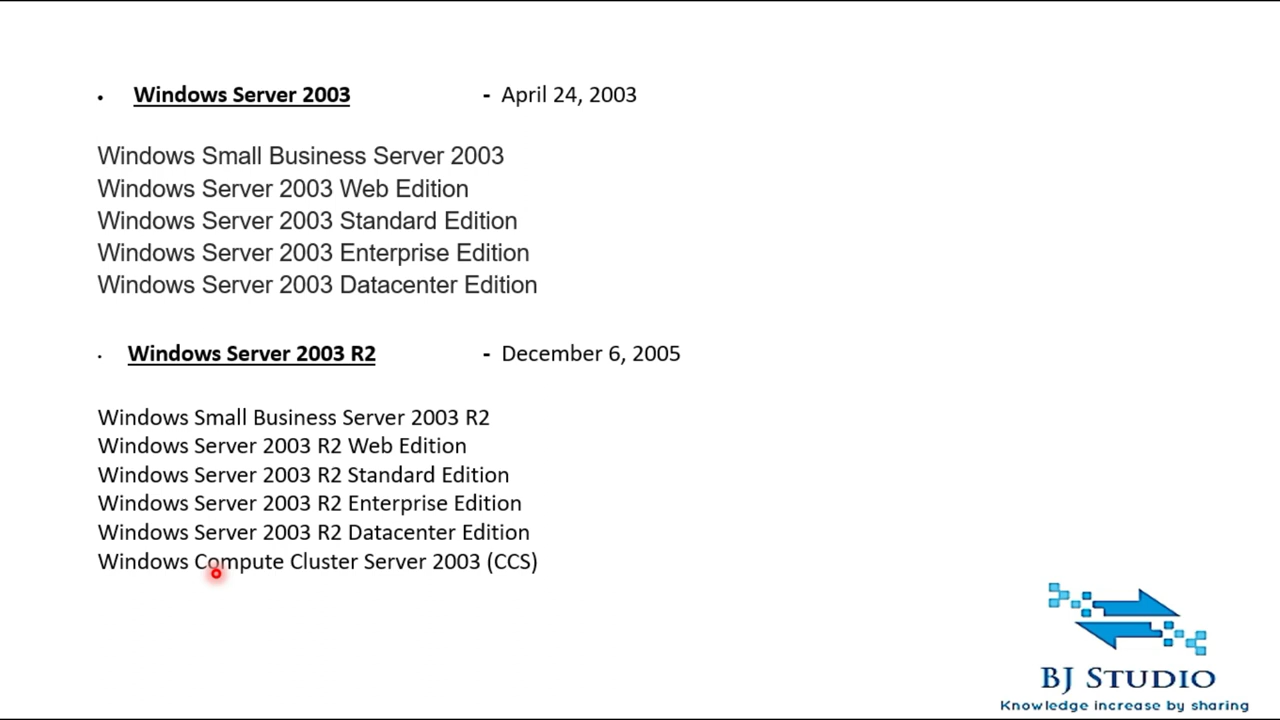 • Windows Server 2003 - April 24, 2003
Windows Small Business Server 2003
Windows Server 2003 Web Edition
Windows Server 2003 Standard Edition
Windows Server 2003 Enterprise Edition
Windows Server 2003 Datacenter Edition
• Windows Server 2003 R2 - December 6, 2005
Windows Small Business Server 2003 R2
Windows Server 2003 R2 Web Edition
Windows Server 2003 R2 Standard Edition
Windows Server 2003 R2 Enterprise Edition
Windows Server 2003 R2 Datacenter Edition
Windows Compute Cluster Server 2003 (CCS)
BJ STUDIO
Knowledge increase by sharing